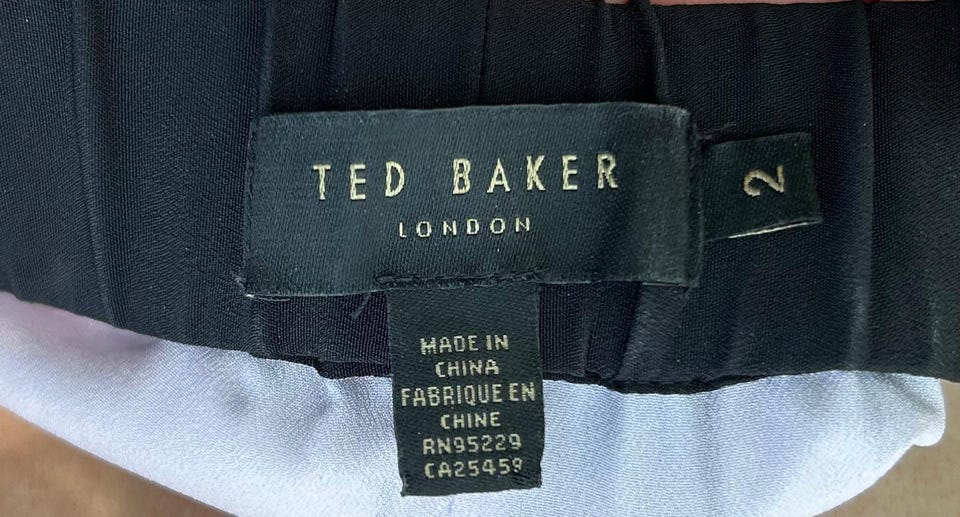 TED BAKER
LONDON
2
MADE IN
CHINA
FABRIQUE EN
CHINE
RN95229
CA25459